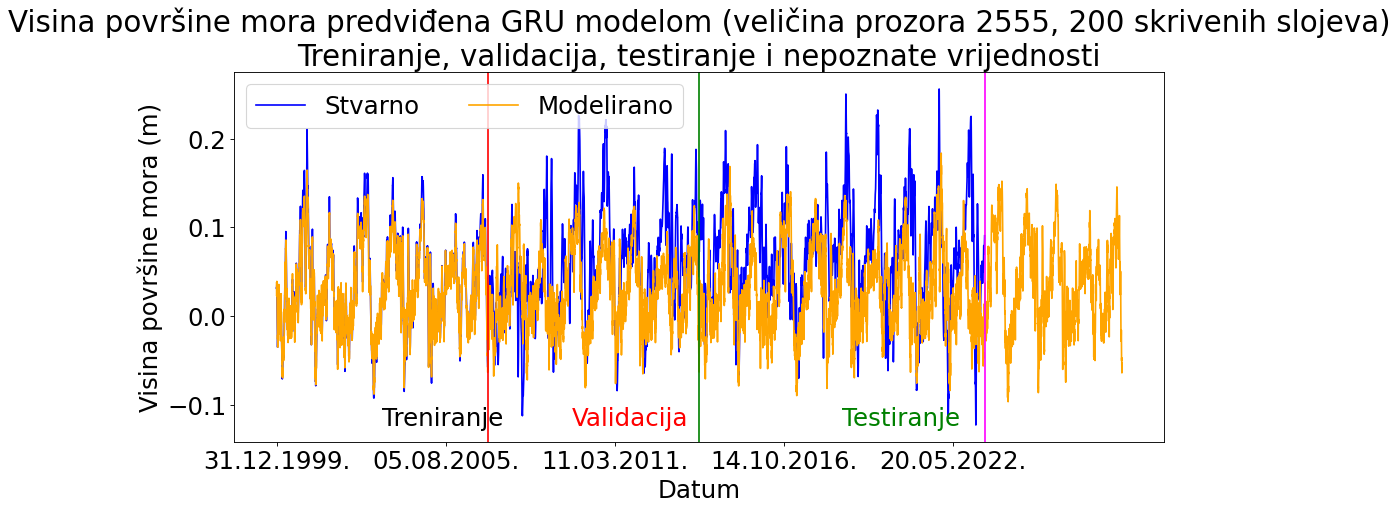 Visina površine mora predviđena GRU modelom (veličina prozora 2555, 200 skrivenih slojeva)
Treniranje, validacija, testiranje i nepoznate vrijednosti
Stvarno
Modelirano
Visina površine mora (m)
0.2
0.1
0.0
−0.1
Treniranje
Validacija
Testiranje
31.12.1999.
05.08.2005.
11.03.2011.
14.10.2016.
20.05.2022.
Datum